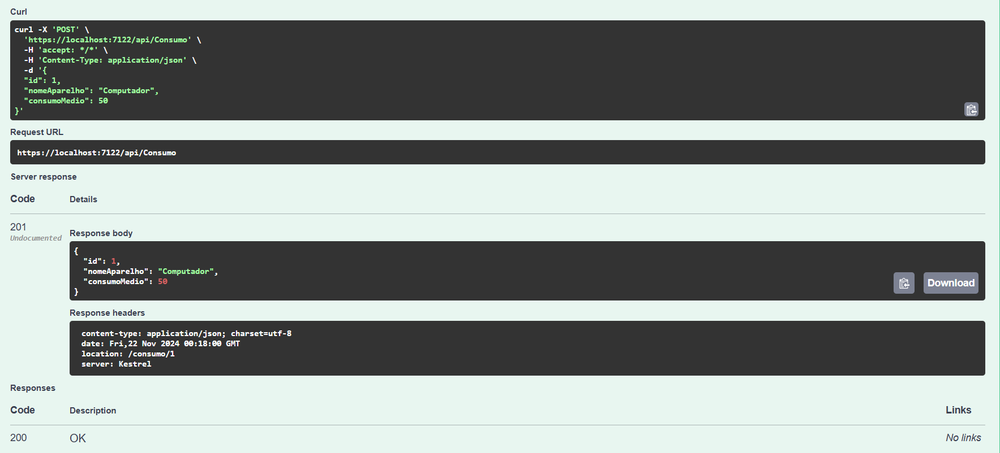 Curl
curl -X 'POST' \
  'https://localhost:7122/api/Consumo' \
  -H 'accept: */*' \
  -H 'Content-Type: application/json' \
  -d '{
  "id": 1,
  "nomeAparelho": "Computador",
  "consumoMedio": 50
}'
Request URL
https://localhost:7122/api/Consumo
Server response
Code Details
201
Undocumented
Response body
{
  "id": 1,
  "nomeAparelho": "Computador",
  "consumoMedio": 50
}
Download
Response headers
content-type: application/json; charset=utf-8
date: Fri,22 Nov 2024 00:18:00 GMT
location: /consumo/1
server: Kestrel
Responses
Code Description Links
200 OK No links